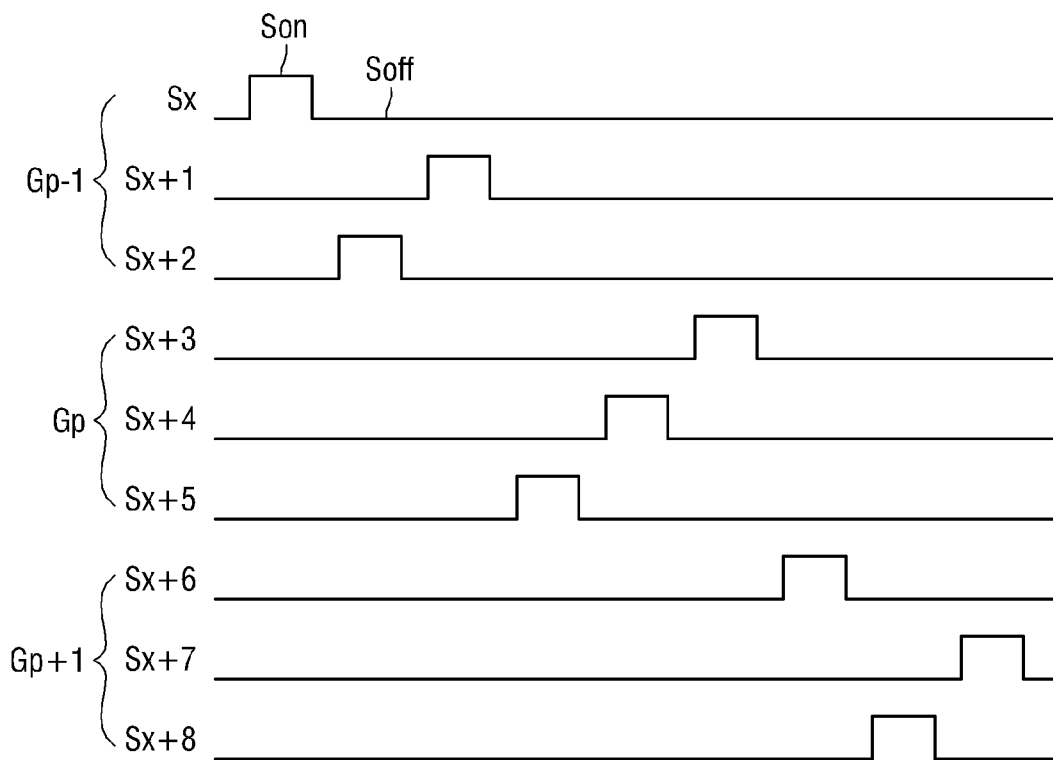 Son
Soff
Sx
Gp-1
Sx+1
Sx+2
Sx+3
Gp
Sx+4
Sx+5
Sx+6
Gp+1
Sx+7
Sx+8